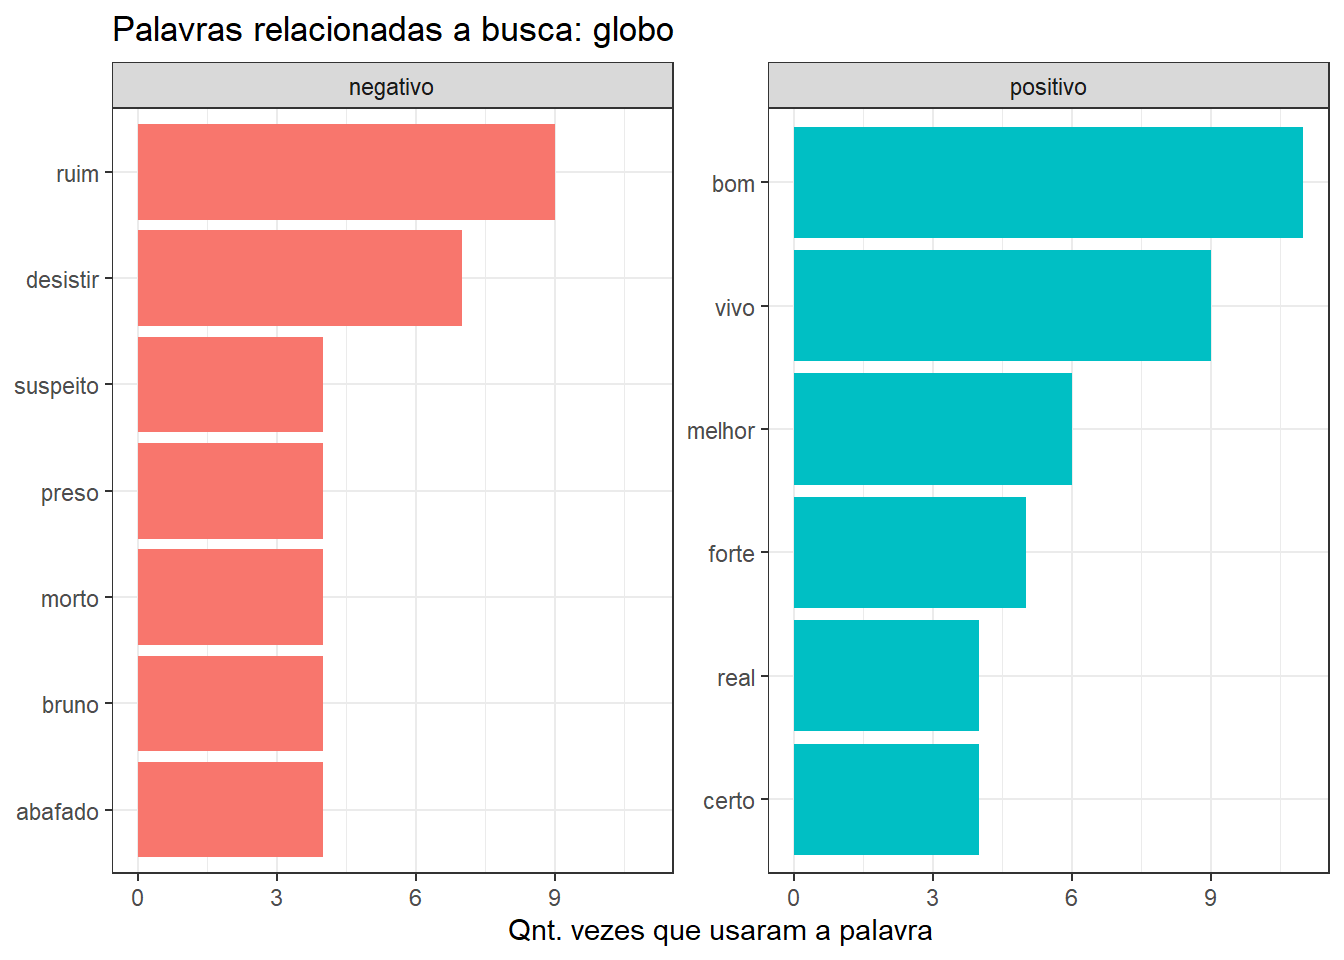 Palavras relacionadas a busca: globo
negativo
ruim
desistir
suspeito
preso
morto
bruno
abafado
0 3 6 9
positivo
bom
vivo
melhor
forte
real
certo
0 3 6 9
Qnt. vezes que usaram a palavra